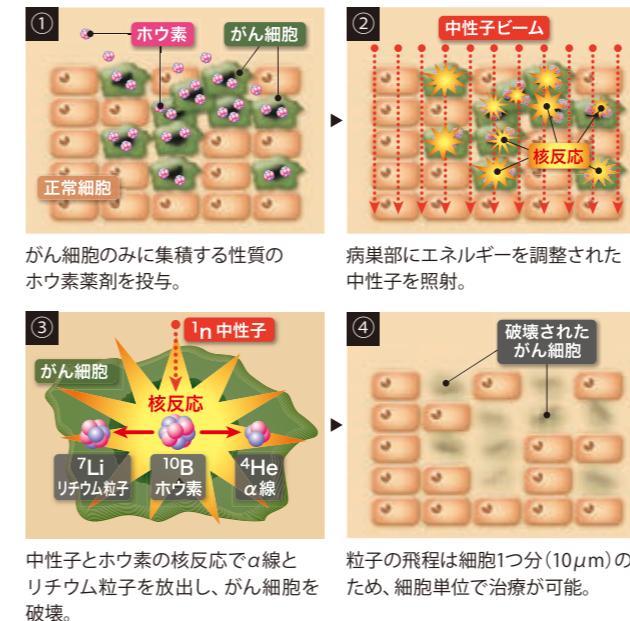 ①
ホウ素
がん細胞
正常細胞
がん細胞のみに集積する性質の
ホウ素薬剤を投与。
②
中性子ビーム
核反応
病巣部にエネルギーを調整された
中性子を照射。
③
¹n 中性子
がん細胞
核反応
⁷Li
リチウム粒子
¹⁰B
ホウ素
⁴He
α線
中性子とホウ素の核反応でα線と
リチウム粒子を放出し、がん細胞を
破壊。
④
破壊された
がん細胞
粒子の飛程は細胞1つ分（10μm）の
ため、細胞単位で治療が可能。